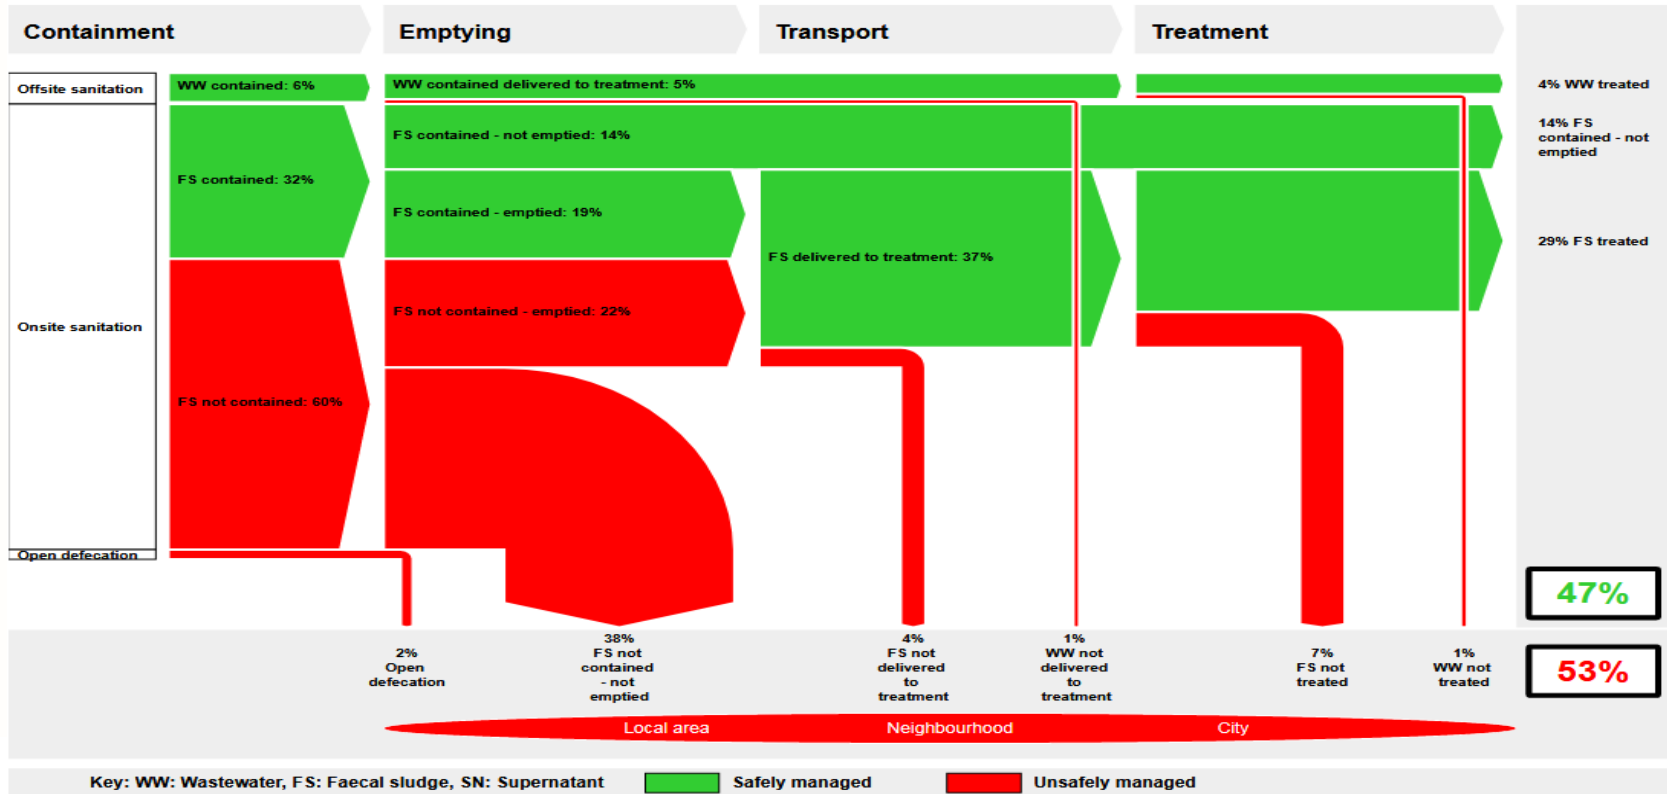 Containment
Emptying
Transport
Treatment
Offsite sanitation
WW contained: 6%
WW contained delivered to treatment: 5%
4% WW treated
FS contained - not emptied: 14%
14% FS
contained - not
emptied
FS contained: 32%
FS contained - emptied: 19%
29% FS treated
FS delivered to treatment: 37%
Onsite sanitation
FS not contained - emptied: 22%
FS not contained: 60%
Open defecation
47%
2%
Open
defecation
38%
FS not
contained
- not
emptied
4%
FS not
delivered
to
treatment
1%
WW not
delivered
to
treatment
7%
FS not
treated
1%
WW not
treated
53%
Local area
Neighbourhood
City
Key: WW: Wastewater, FS: Faecal sludge, SN: Supernatant
Safely managed
Unsafely managed